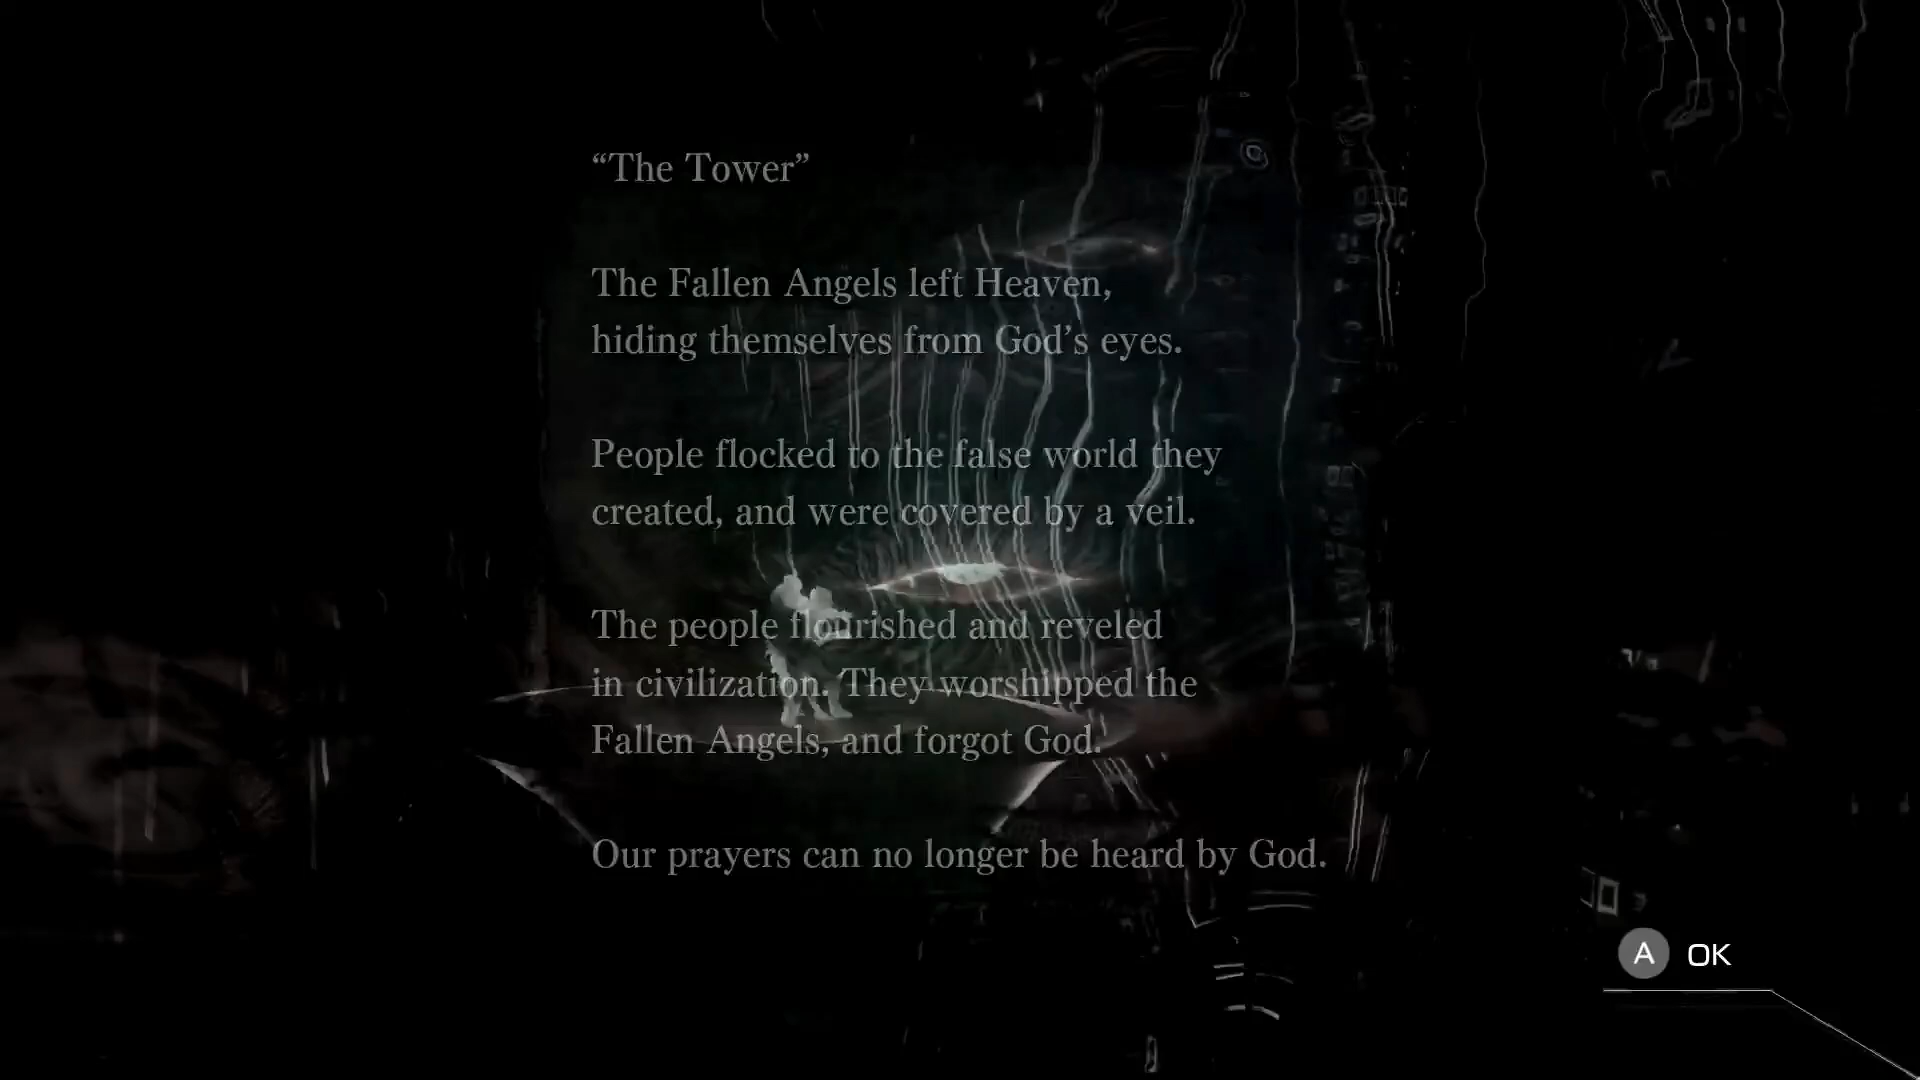 “The Tower”
The Fallen Angels left Heaven,
hiding themselves from God’s eyes.
People flocked to the false world they
created, and were covered by a veil.
The people flourished and reveled
in civilization. They worshipped the
Fallen Angels, and forgot God.
Our prayers can no longer be heard by God.
A OK